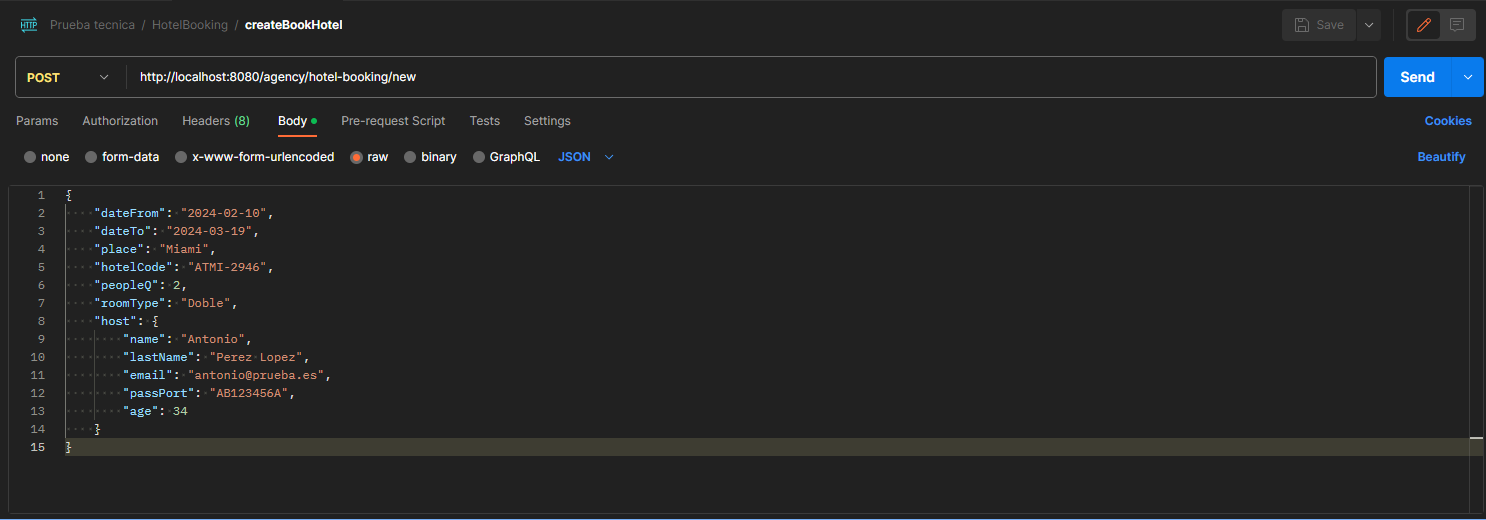 HTTP Prueba tecnica / HotelBooking / createBookHotel Save
POST http://localhost:8080/agency/hotel-booking/new Send
Params Authorization Headers (8) Body Pre-request Script Tests Settings Cookies
none form-data x-www-form-urlencoded raw binary GraphQL JSON Beautify
1 {
2 "dateFrom": "2024-02-10",
3 "dateTo": "2024-03-19",
4 "place": "Miami",
5 "hotelCode": "ATMI-2946",
6 "peopleQ": 2,
7 "roomType": "Doble",
8 "host": {
9 "name": "Antonio",
10 "lastName": "Perez Lopez",
11 "email": "antonio@prueba.es",
12 "passPort": "AB123456A",
13 "age": 34
14 }
15 }